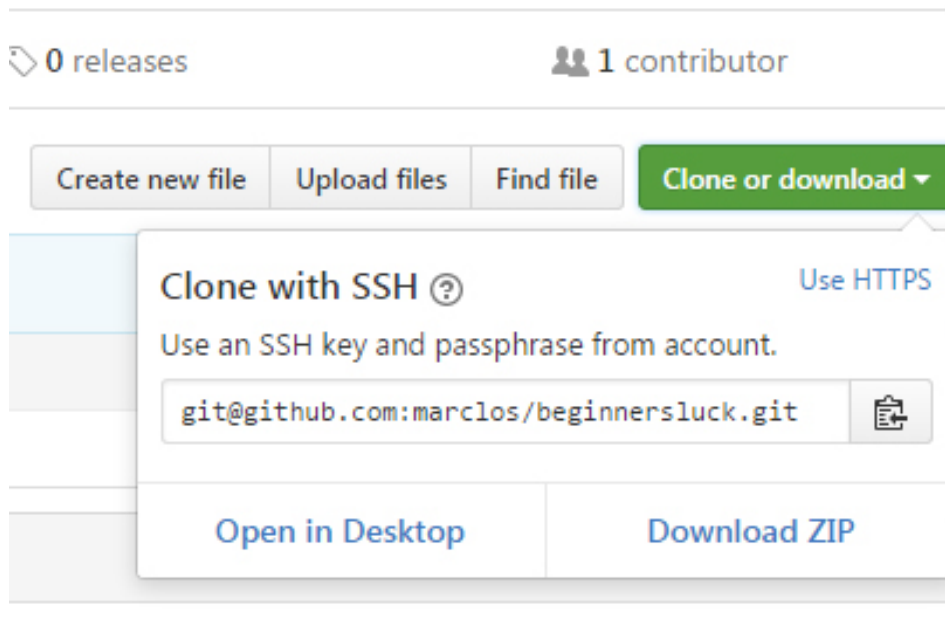 0 releases
1 contributor
Create new file
Upload files
Find file
Clone or download
Clone with SSH ?
Use HTTPS
Use an SSH key and passphrase from account.
git@github.com:marclos/beginnersluck.git
Open in Desktop
Download ZIP